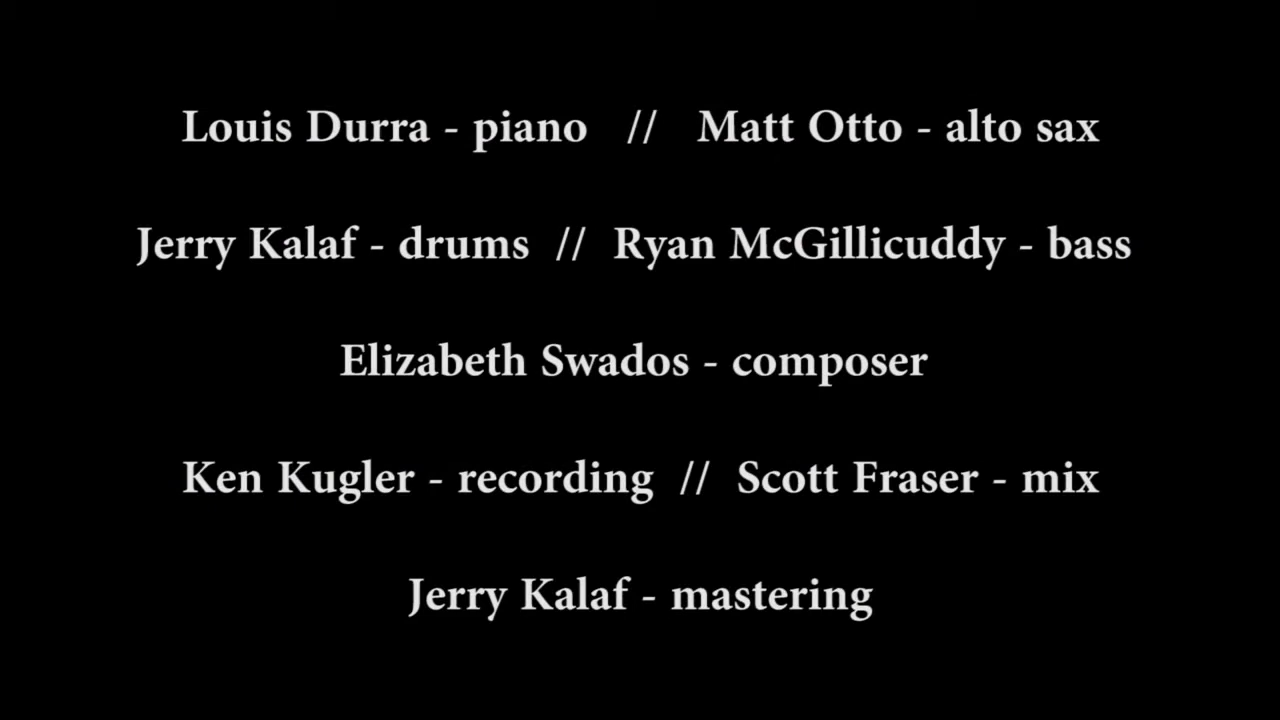 Louis Durra - piano // Matt Otto - alto sax
Jerry Kalaf - drums // Ryan McGillicuddy - bass
Elizabeth Swados - composer
Ken Kugler - recording // Scott Fraser - mix
Jerry Kalaf - mastering